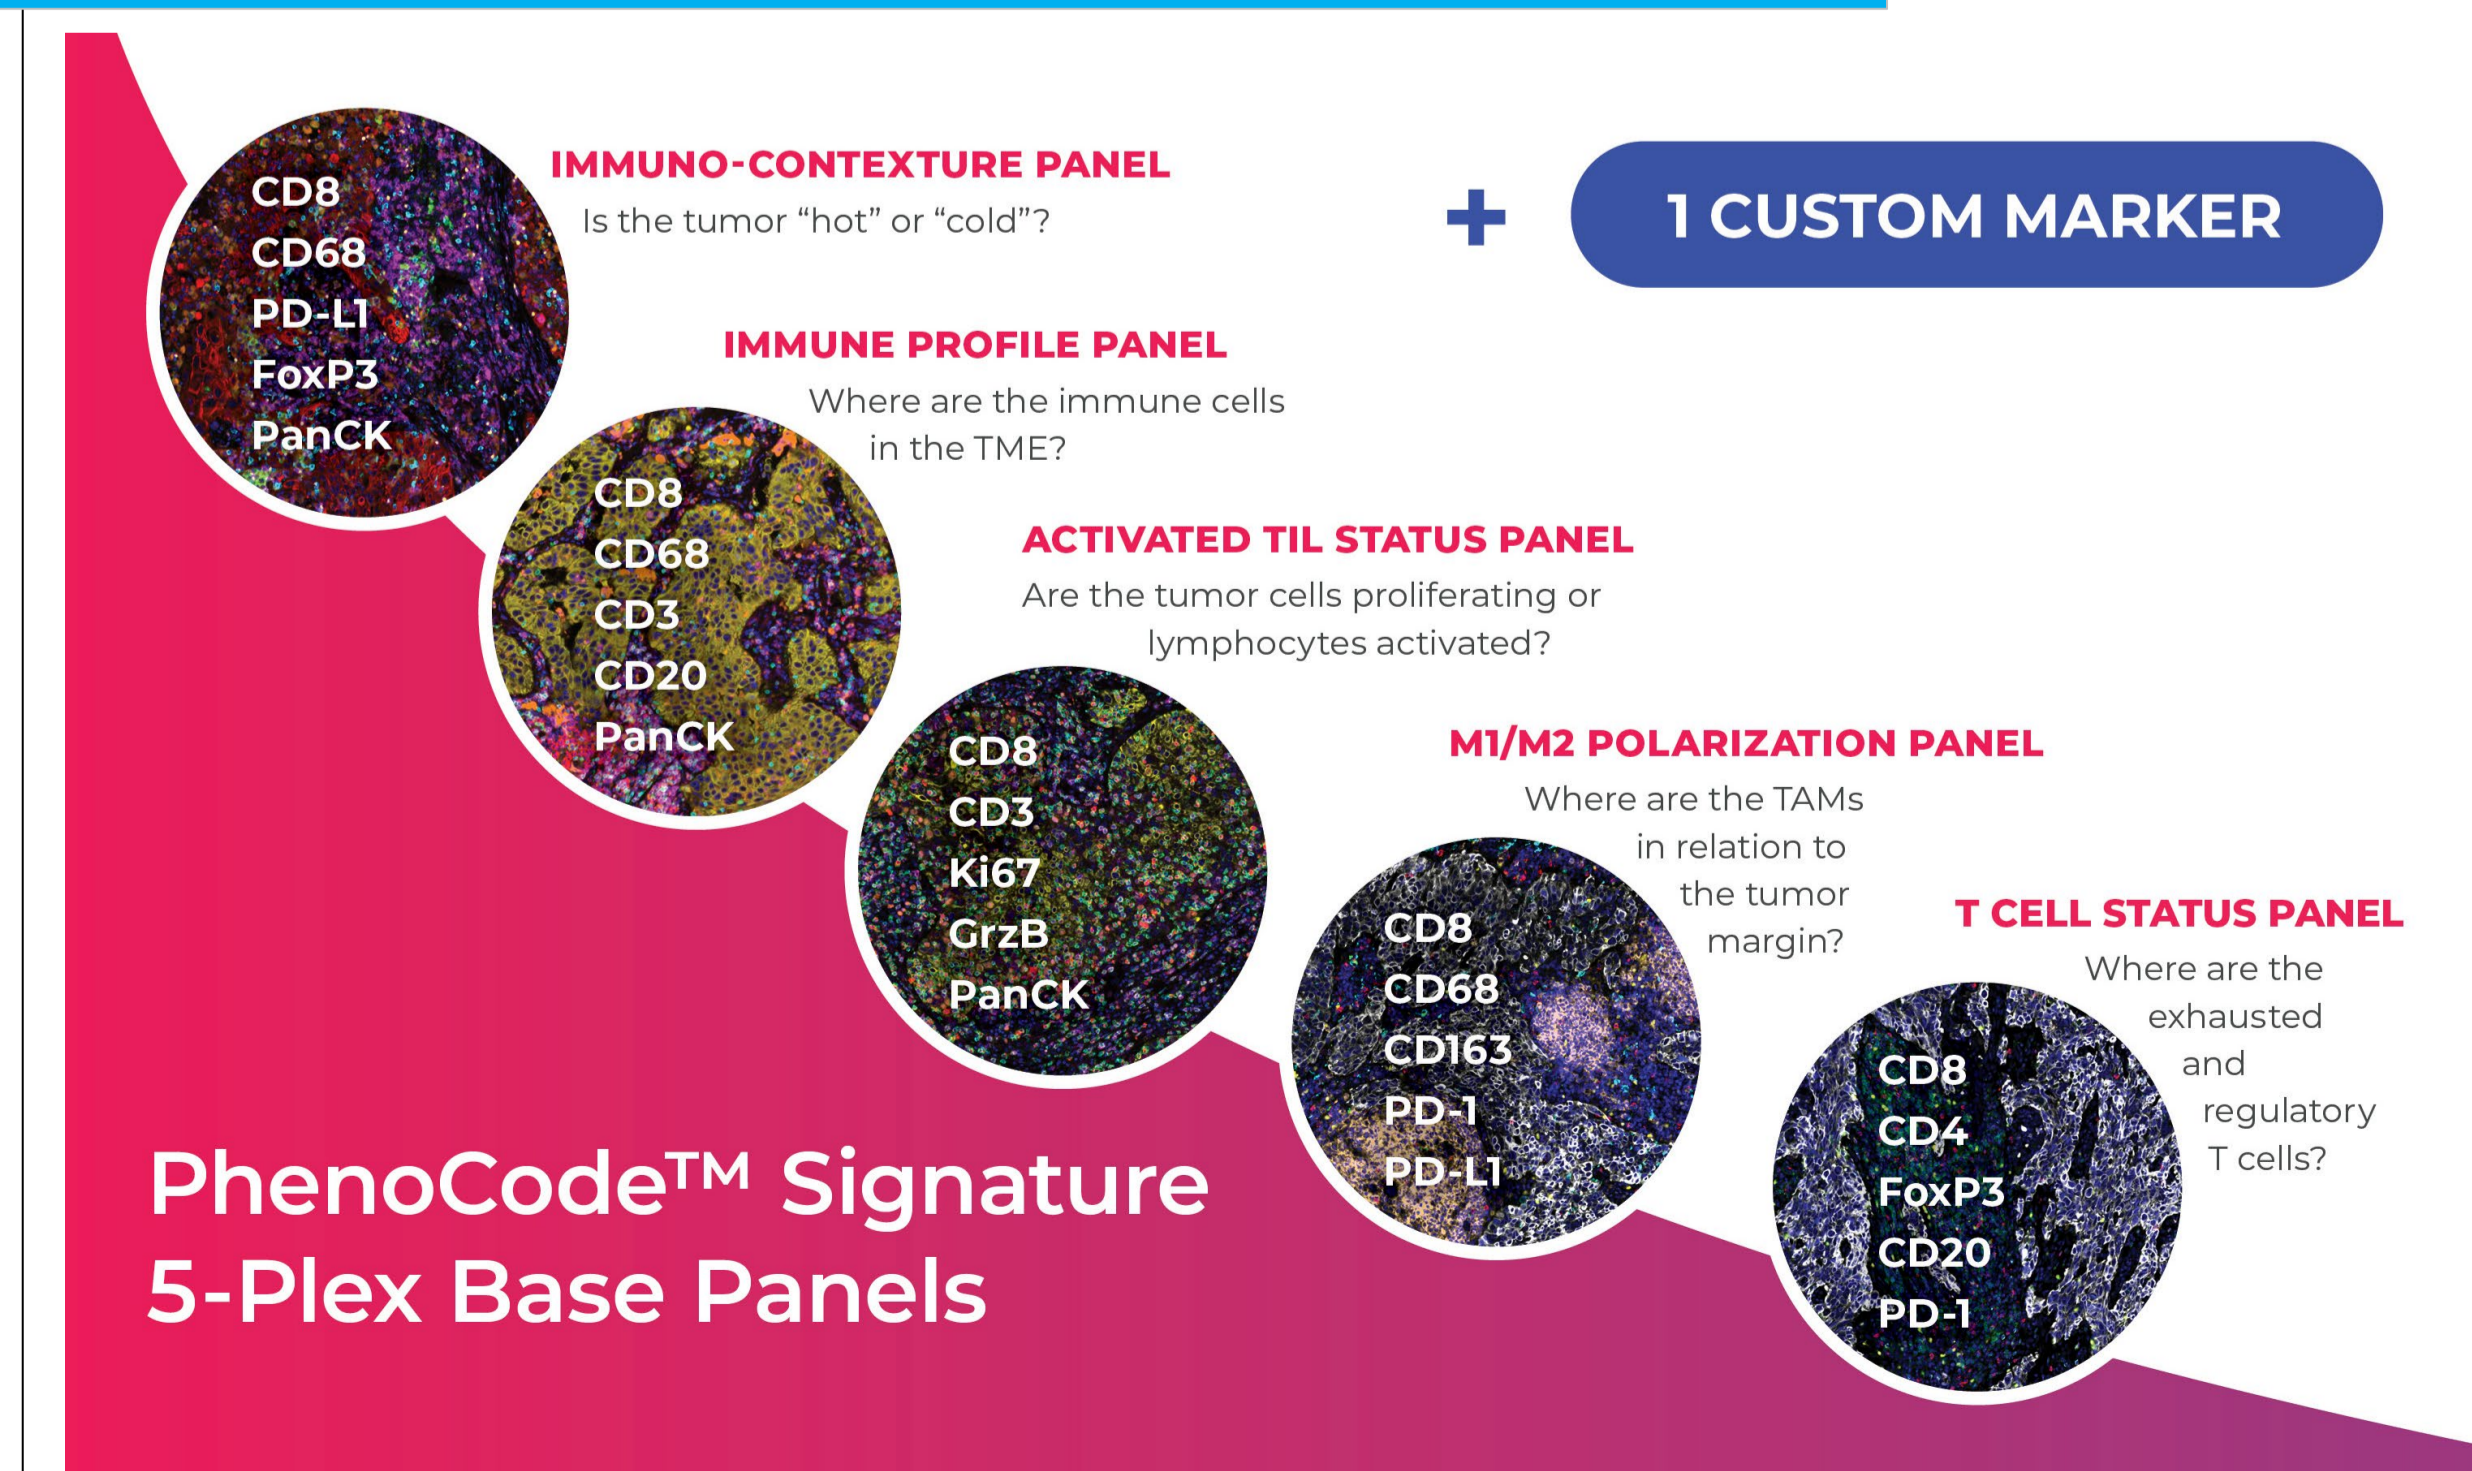 IMMUNO-CONTEXTURE PANEL
Is the tumor “hot” or “cold”?
CD8
CD68
PD-L1
FoxP3
PanCK
+ 1 CUSTOM MARKER
IMMUNE PROFILE PANEL
Where are the immune cells
in the TME?
CD8
CD68
CD3
CD20
PanCK
ACTIVATED TIL STATUS PANEL
Are the tumor cells proliferating or
lymphocytes activated?
CD8
CD3
Ki67
GrzB
PanCK
M1/M2 POLARIZATION PANEL
Where are the TAMs
in relation to
the tumor
margin?
CD8
CD68
CD163
PD-1
PD-L1
T CELL STATUS PANEL
Where are the
exhausted
and
regulatory
T cells?
CD8
CD4
FoxP3
CD20
PD-1
PhenoCode™ Signature
5-Plex Base Panels